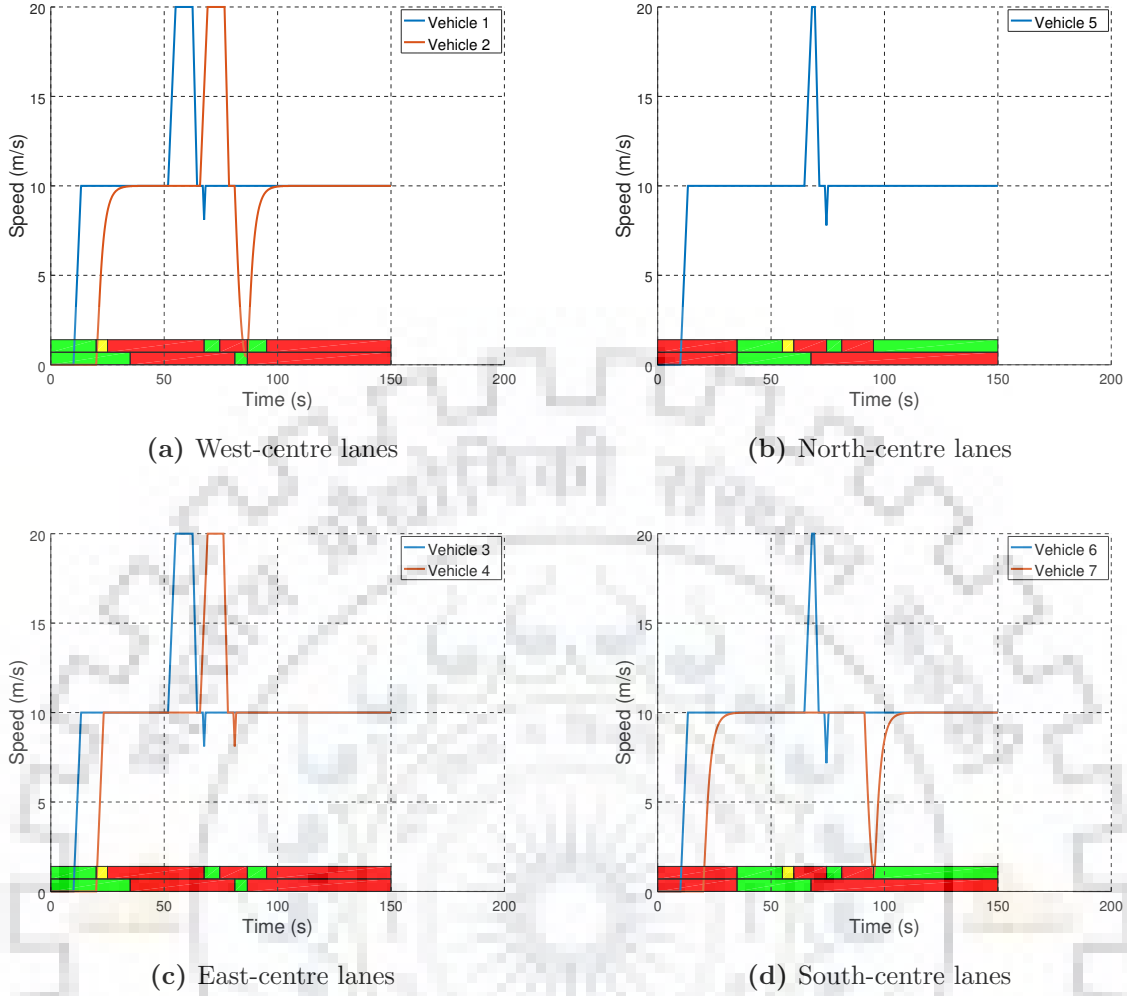 Vehicle 1
Vehicle 2
Speed (m/s)
20
15
10
5
0
0 50 100 150 200
Time (s)
(a) West-centre lanes
Vehicle 5
Speed (m/s)
20
15
10
5
0
0 50 100 150 200
Time (s)
(b) North-centre lanes
Vehicle 3
Vehicle 4
Speed (m/s)
20
15
10
5
0
0 50 100 150 200
Time (s)
(c) East-centre lanes
Vehicle 6
Vehicle 7
Speed (m/s)
20
15
10
5
0
0 50 100 150 200
Time (s)
(d) South-centre lanes